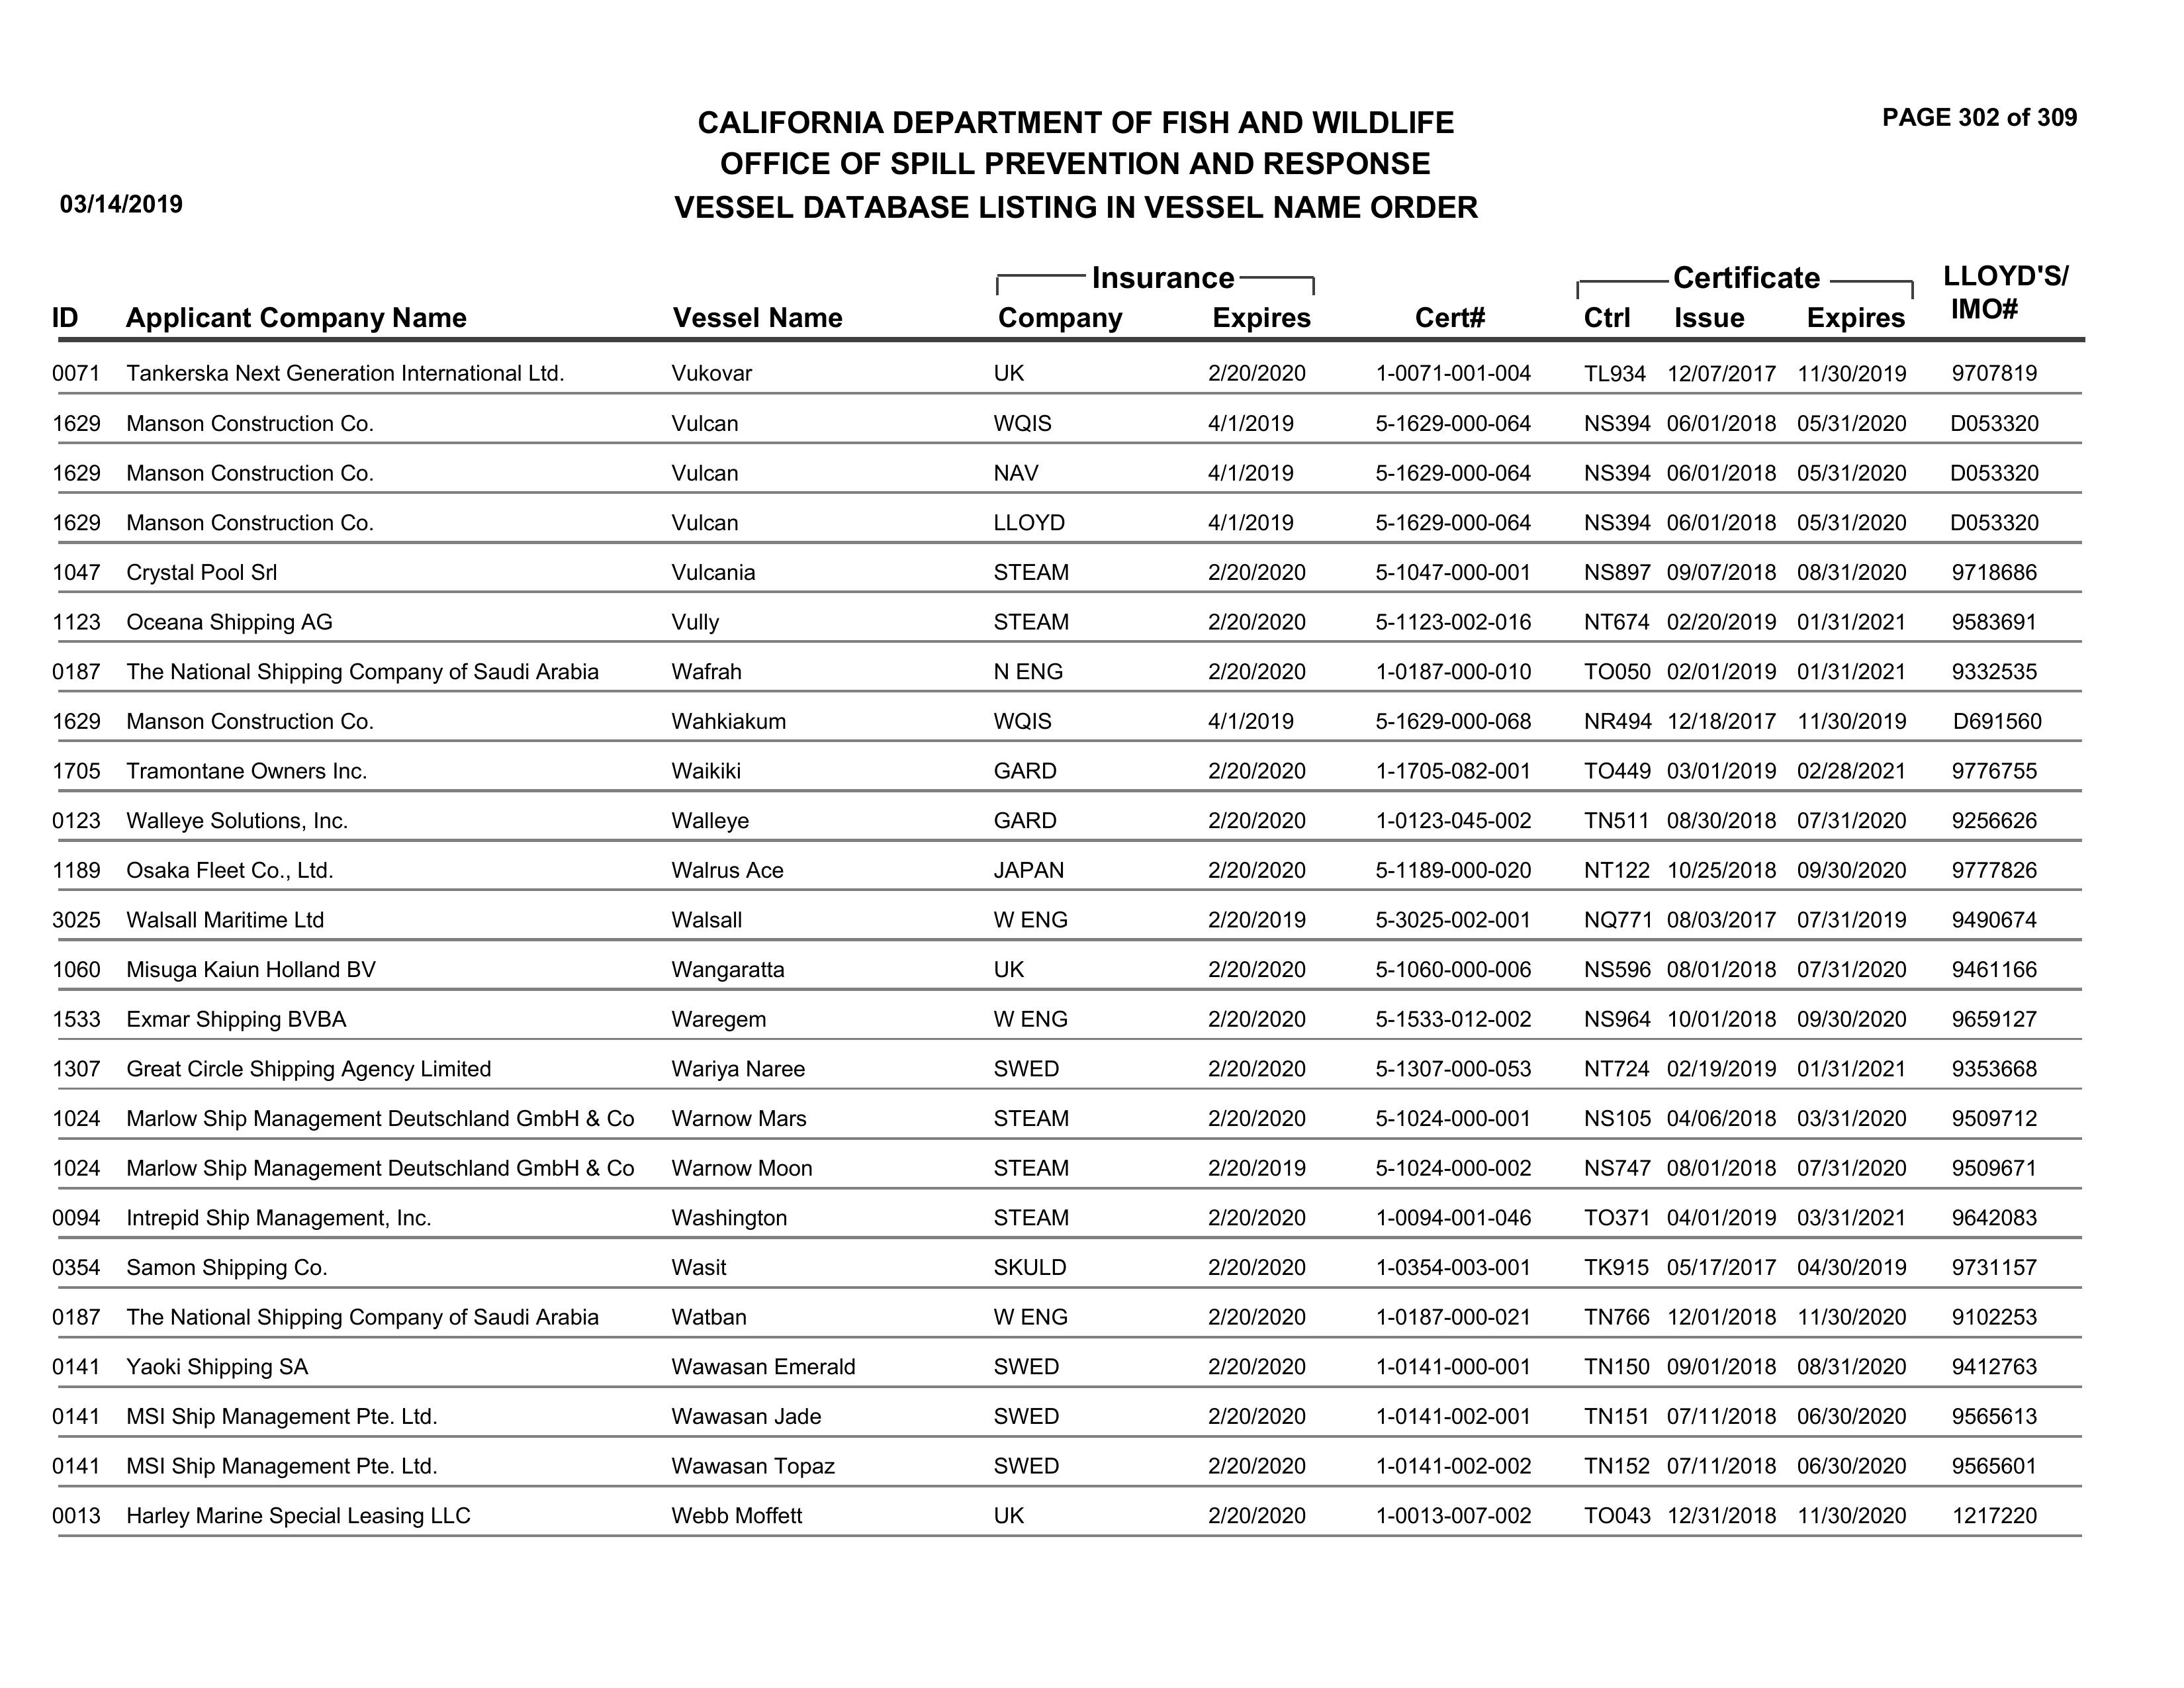 CALIFORNIA DEPARTMENT OF FISH AND WILDLIFE
PAGE 302 of 309
OFFICE OF SPILL PREVENTION AND RESPONSE
03/14/2019
VESSEL DATABASE LISTING IN VESSEL NAME ORDER
Insurance Certificate LLOYD'S/
ID Applicant Company Name Vessel Name Company Expires Cert# Ctrl Issue Expires IMO#
0071 Tankerska Next Generation International Ltd. Vukovar UK 2/20/2020 1-0071-001-004 TL934 12/07/2017 11/30/2019 9707819
1629 Manson Construction Co. Vulcan WQIS 4/1/2019 5-1629-000-064 NS394 06/01/2018 05/31/2020 D053320
1629 Manson Construction Co. Vulcan NAV 4/1/2019 5-1629-000-064 NS394 06/01/2018 05/31/2020 D053320
1629 Manson Construction Co. Vulcan LLOYD 4/1/2019 5-1629-000-064 NS394 06/01/2018 05/31/2020 D053320
1047 Crystal Pool Srl Vulcania STEAM 2/20/2020 5-1047-000-001 NS897 09/07/2018 08/31/2020 9718686
1123 Oceana Shipping AG Vully STEAM 2/20/2020 5-1123-002-016 NT674 02/20/2019 01/31/2021 9583691
0187 The National Shipping Company of Saudi Arabia Wafrah N ENG 2/20/2020 1-0187-000-010 TO050 02/01/2019 01/31/2021 9332535
1629 Manson Construction Co. Wahkiakum WQIS 4/1/2019 5-1629-000-068 NR494 12/18/2017 11/30/2019 D691560
1705 Tramontane Owners Inc. Waikiki GARD 2/20/2020 1-1705-082-001 TO449 03/01/2019 02/28/2021 9776755
0123 Walleye Solutions, Inc. Walleye GARD 2/20/2020 1-0123-045-002 TN511 08/30/2018 07/31/2020 9256626
1189 Osaka Fleet Co., Ltd. Walrus Ace JAPAN 2/20/2020 5-1189-000-020 NT122 10/25/2018 09/30/2020 9777826
3025 Walsall Maritime Ltd Walsall W ENG 2/20/2019 5-3025-002-001 NQ771 08/03/2017 07/31/2019 9490674
1060 Misuga Kaiun Holland BV Wangaratta UK 2/20/2020 5-1060-000-006 NS596 08/01/2018 07/31/2020 9461166
1533 Exmar Shipping BVBA Waregem W ENG 2/20/2020 5-1533-012-002 NS964 10/01/2018 09/30/2020 9659127
1307 Great Circle Shipping Agency Limited Wariya Naree SWED 2/20/2020 5-1307-000-053 NT724 02/19/2019 01/31/2021 9353668
1024 Marlow Ship Management Deutschland GmbH & Co Warnow Mars STEAM 2/20/2020 5-1024-000-001 NS105 04/06/2018 03/31/2020 9509712
1024 Marlow Ship Management Deutschland GmbH & Co Warnow Moon STEAM 2/20/2019 5-1024-000-002 NS747 08/01/2018 07/31/2020 9509671
0094 Intrepid Ship Management, Inc. Washington STEAM 2/20/2020 1-0094-001-046 TO371 04/01/2019 03/31/2021 9642083
0354 Samon Shipping Co. Wasit SKULD 2/20/2020 1-0354-003-001 TK915 05/17/2017 04/30/2019 9731157
0187 The National Shipping Company of Saudi Arabia Watban W ENG 2/20/2020 1-0187-000-021 TN766 12/01/2018 11/30/2020 9102253
0141 Yaoki Shipping SA Wawasan Emerald SWED 2/20/2020 1-0141-000-001 TN150 09/01/2018 08/31/2020 9412763
0141 MSI Ship Management Pte. Ltd. Wawasan Jade SWED 2/20/2020 1-0141-002-001 TN151 07/11/2018 06/30/2020 9565613
0141 MSI Ship Management Pte. Ltd. Wawasan Topaz SWED 2/20/2020 1-0141-002-002 TN152 07/11/2018 06/30/2020 9565601
0013 Harley Marine Special Leasing LLC Webb Moffett UK 2/20/2020 1-0013-007-002 TO043 12/31/2018 11/30/2020 1217220